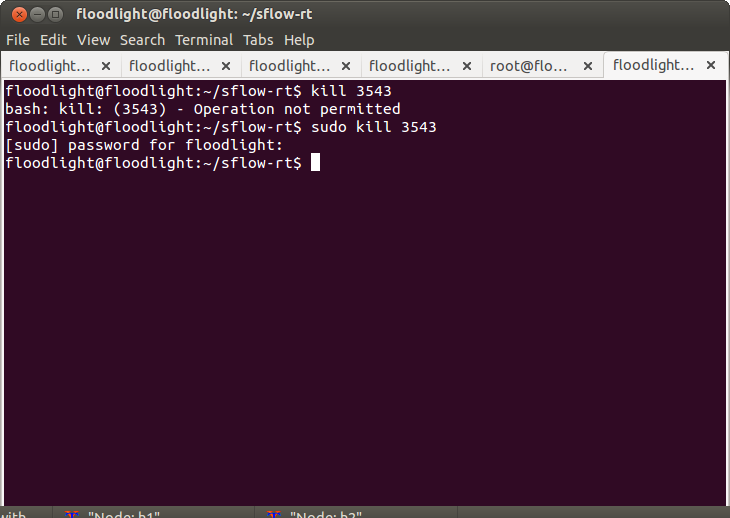 floodlight@floodlight: ~/sflow-rt
File Edit View Search Terminal Tabs Help
floodlight... floodlight... floodlight... floodlight... root@flo... floodlight...
floodlight@floodlight:~/sflow-rt$ kill 3543
bash: kill: (3543) - Operation not permitted
floodlight@floodlight:~/sflow-rt$ sudo kill 3543
[sudo] password for floodlight:
floodlight@floodlight:~/sflow-rt$
with "Node: h1" "Node: h2"